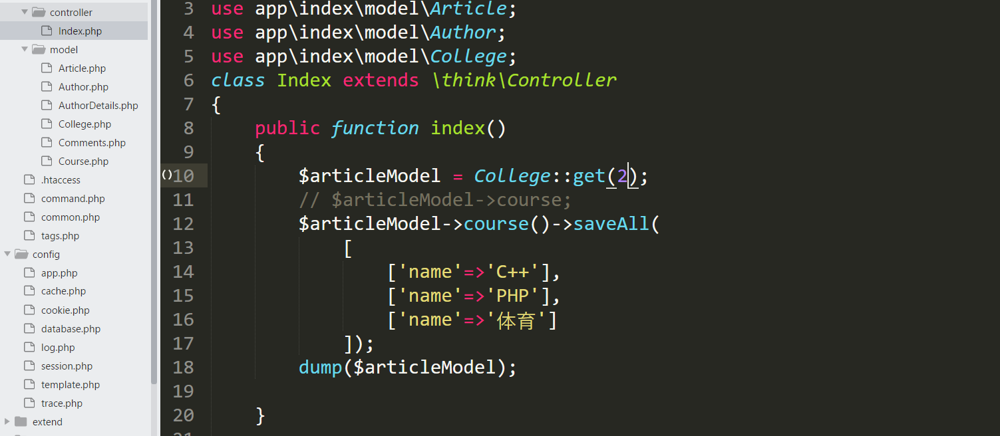 controller
Index.php
model
Article.php
Author.php
AuthorDetails.php
College.php
Comments.php
Course.php
.htaccess
command.php
common.php
tags.php
config
app.php
cache.php
cookie.php
database.php
log.php
session.php
template.php
trace.php
extend
3 use app\index\model\Article;
4 use app\index\model\Author;
5 use app\index\model\College;
6 class Index extends \think\Controller
7 {
8 public function index()
9 {
()10 $articleModel = College::get(2);
11 // $articleModel->course;
12 $articleModel->course()->saveAll(
13 [
14 ['name'=>'C++'],
15 ['name'=>'PHP'],
16 ['name'=>'体育']
17 ]);
18 dump($articleModel);
19
20 }
21